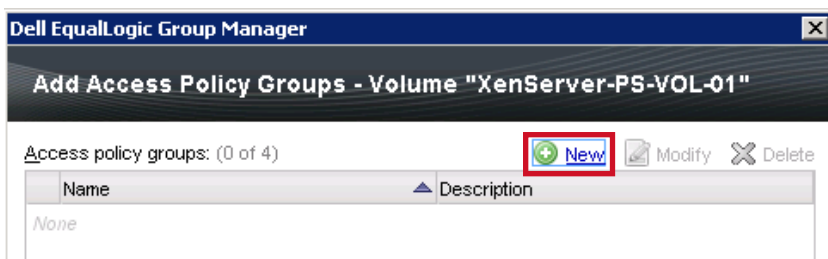 Dell EqualLogic Group Manager
Add Access Policy Groups - Volume "XenServer-PS-VOL-01"
Access policy groups: (0 of 4) New Modify Delete
Name Description
None